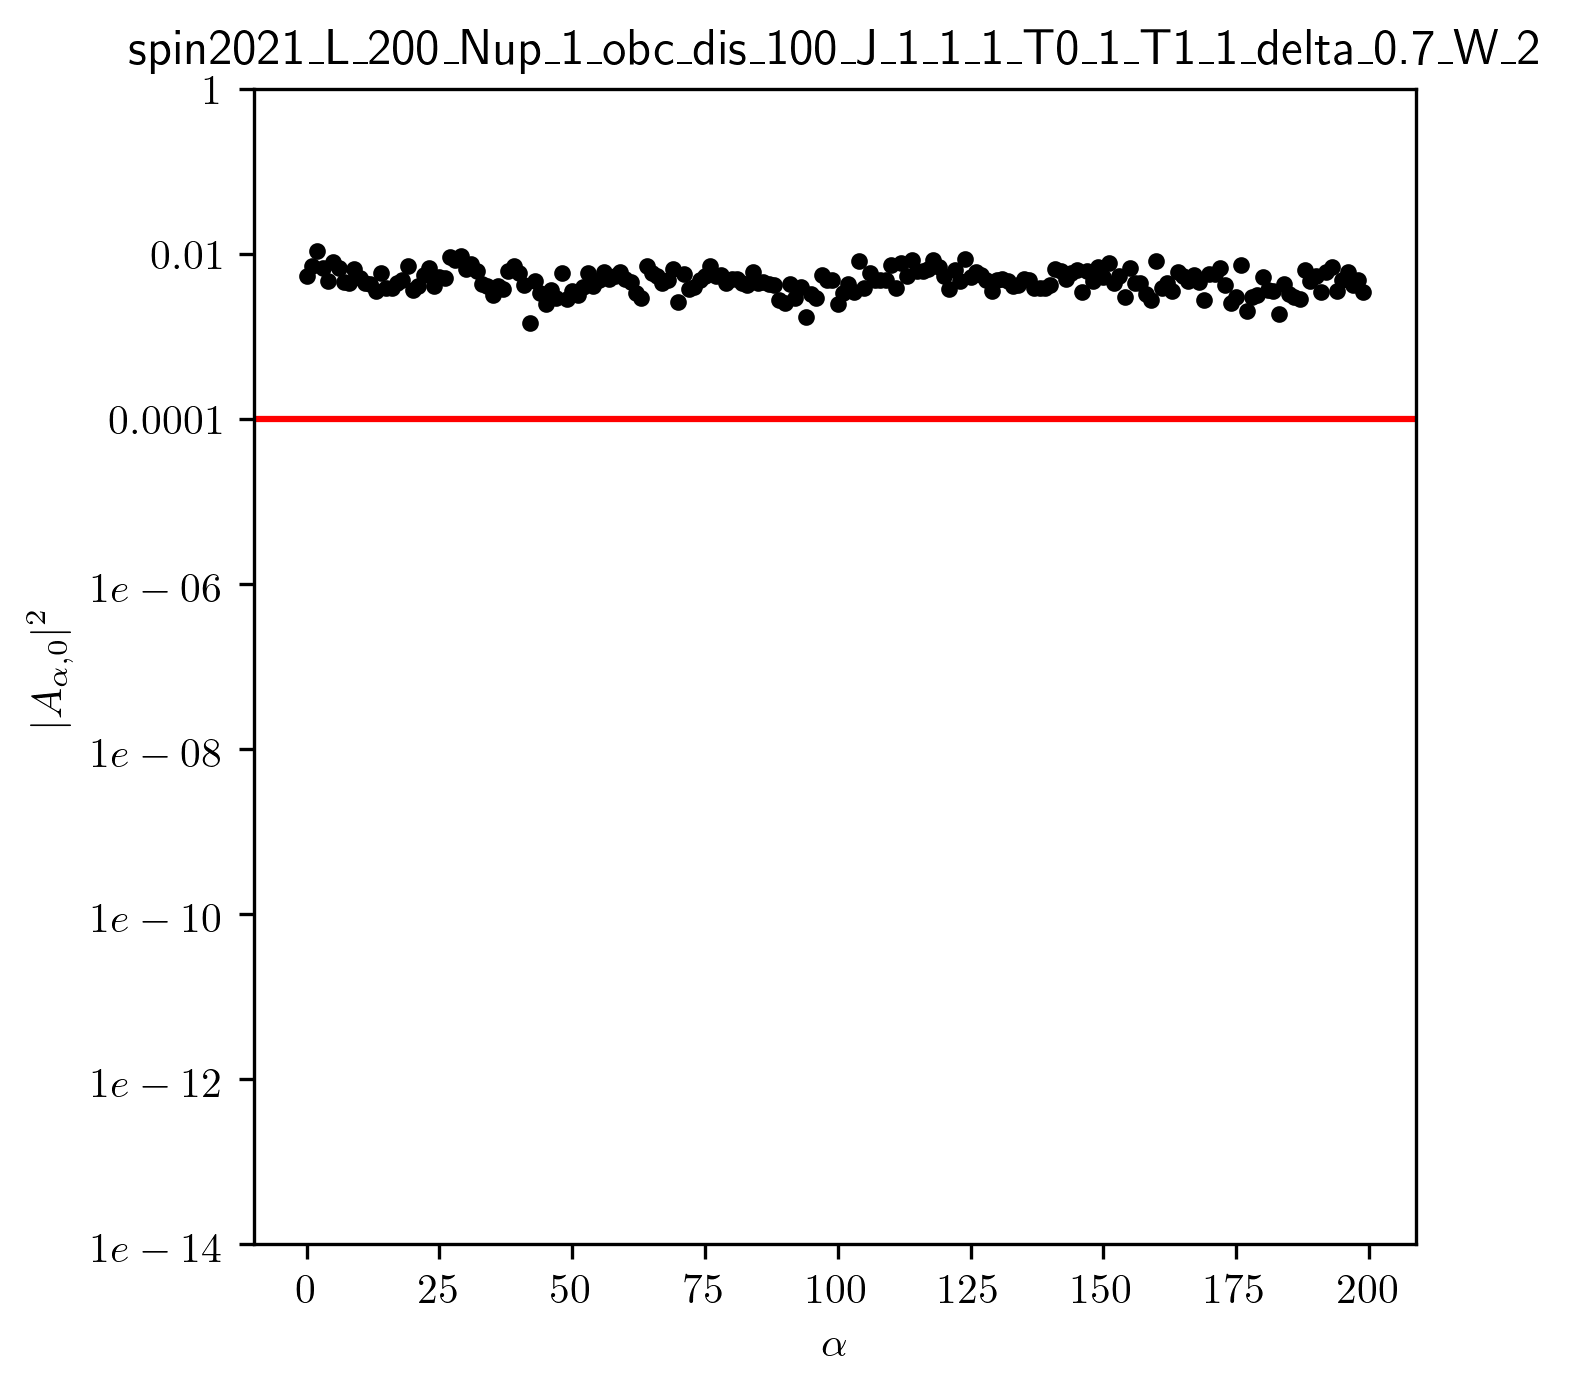 spin2021_L_200_Nup_1_obc_dis_100_J_1_1_1_T0_1_T1_1_delta_0.7_W_2
1
0.01
0.0001
1e − 06
1e − 08
1e − 10
1e − 12
1e − 14
|A_{α,0}|^2
0 25 50 75 100 125 150 175 200
α